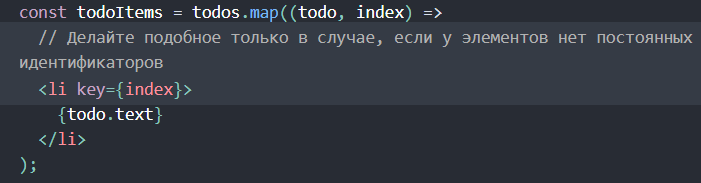 const todoItems = todos.map((todo, index) =>
// Делайте подобное только в случае, если у элементов нет постоянных
идентификаторов
<li key={index}>
{todo.text}
</li>
);